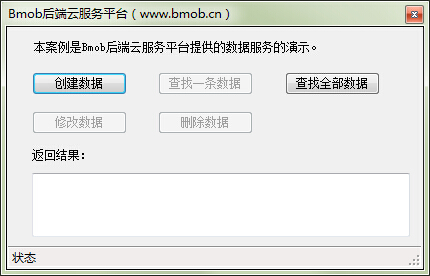 Bmob后端云服务平台（www.bmob.cn）
本案例是Bmob后端云服务平台提供的数据服务的演示。
创建数据 查找一条数据 查找全部数据
修改数据 删除数据
返回结果：
状态